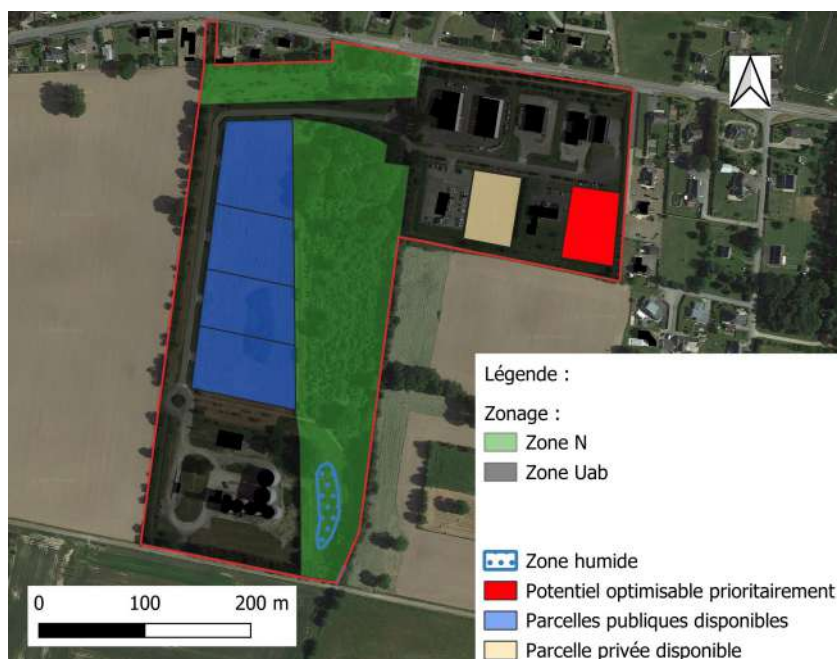 Légende :
Zonage :
Zone N
Zone Uab
Zone humide
Potentiel optimisable prioritairement
Parcelles publiques disponibles
Parcelle privée disponible
0 100 200 m